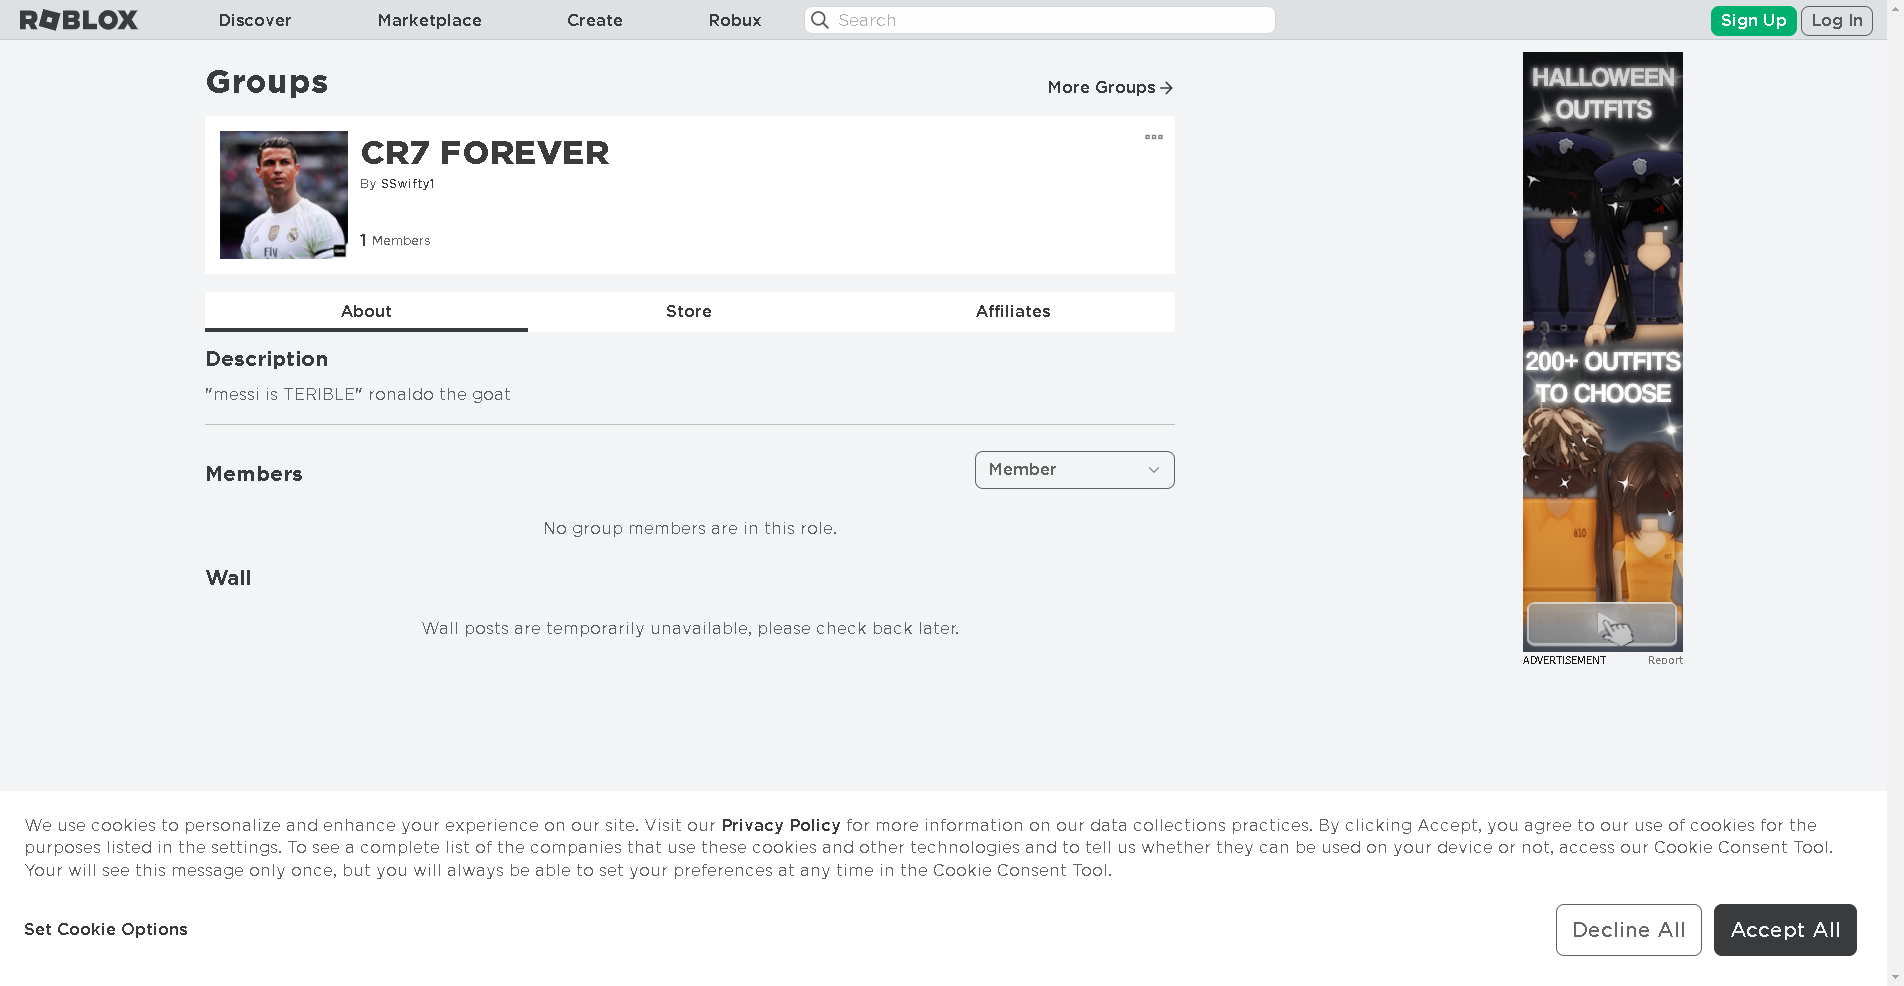 ROBLOX
Discover
Marketplace
Create
Robux
Search
Sign Up
Log In
Groups
More Groups
CR7 FOREVER
By SSwifty1
1 Members
About
Store
Affiliates
Description
"messi is TERIBLE" ronaldo the goat
Members
Member
No group members are in this role.
Wall
Wall posts are temporarily unavailable, please check back later.
HALLOWEEN
OUTFITS
200+ OUTFITS
TO CHOOSE
ADVERTISEMENT
Report
We use cookies to personalize and enhance your experience on our site. Visit our Privacy Policy for more information on our data collections practices. By clicking Accept, you agree to our use of cookies for the
purposes listed in the settings. To see a complete list of the companies that use these cookies and other technologies and to tell us whether they can be used on your device or not, access our Cookie Consent Tool.
Your will see this message only once, but you will always be able to set your preferences at any time in the Cookie Consent Tool.
Set Cookie Options
Decline All
Accept All